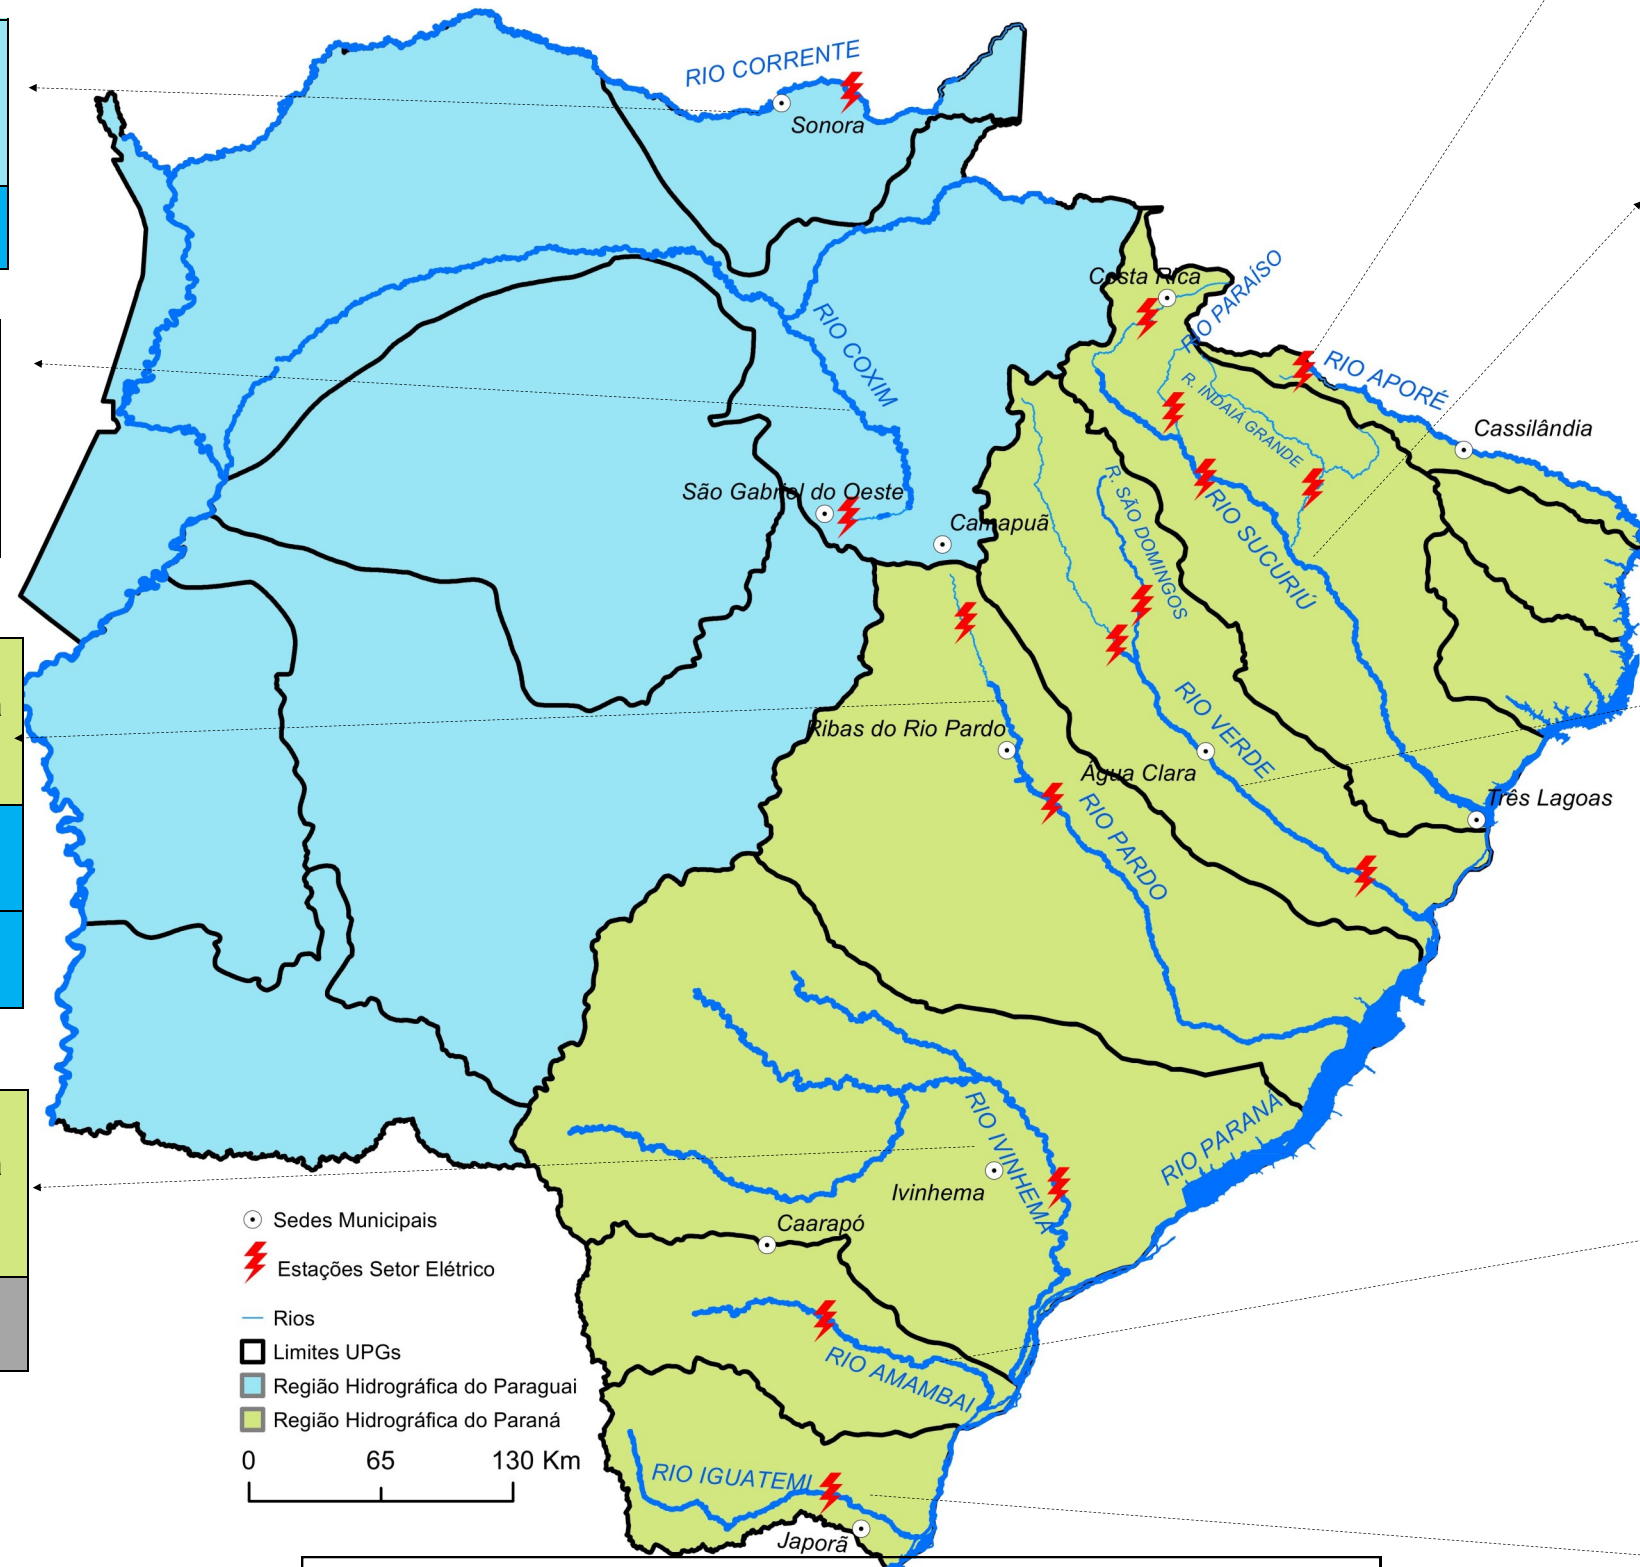 RIO CORRENTE
Sonora
Costa Rica
RIO PARAÍSO
RIO APORÉ
R. INDAIÁ GRANDE
Cassilândia
RIO COXIM
São Gabriel do Oeste
Camapuã
R. SÃO DOMINGOS
RIO SUCURIÚ
RIO VERDE
Ribas do Rio Pardo
Água Clara
Três Lagoas
RIO PARDO
RIO IVINHEMA
RIO PARANÁ
Ivinhema
Caarapó
RIO AMAMBAI
RIO IGUATEMI
Japorã
Sedes Municipais
Estações Setor Elétrico
Rios
Limites UPGs
Região Hidrográfica do Paraguai
Região Hidrográfica do Paraná
0 65 130 Km